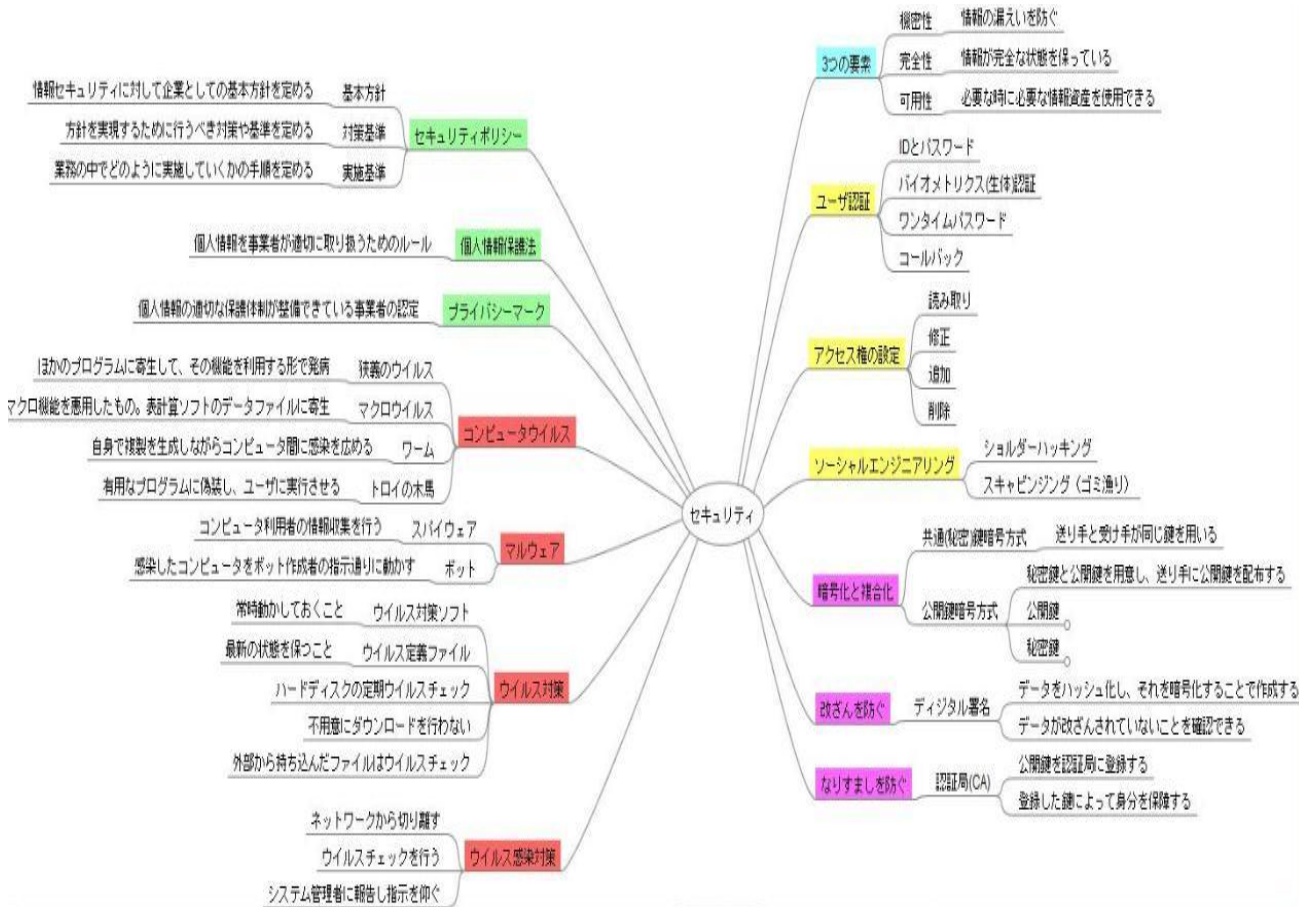 セキュリティ
3つの要素
機密性
情報の漏えいを防ぐ
完全性
情報が完全な状態を保っている
可用性
必要な時に必要な情報資産を使用できる
ユーザ認証
IDとパスワード
バイオメトリクス(生体)認証
ワンタイムパスワード
コールバック
アクセス権の設定
読み取り
修正
追加
削除
ソーシャルエンジニアリング
ショルダーハッキング
スキャビンジング（ゴミ漁り）
暗号化と複合化
共通(秘密)鍵暗号方式
送り手と受け手が同じ鍵を用いる
公開鍵暗号方式
秘密鍵と公開鍵を用意し、送り手に公開鍵を配布する
公開鍵
秘密鍵
改ざんを防ぐ
ディジタル署名
データをハッシュ化し、それを暗号化することで作成する
データが改ざんされていないことを確認できる
なりすましを防ぐ
認証局(CA)
公開鍵を認証局に登録する
登録した鍵によって身分を保障する
セキュリティポリシー
基本方針
情報セキュリティに対して企業としての基本方針を定める
対策基準
方針を実現するために行うべき対策や基準を定める
実施基準
業務の中でどのように実施していくかの手順を定める
個人情報保護法
個人情報を事業者が適切に取り扱うためのルール
プライバシーマーク
個人情報の適切な保護体制が整備できている事業者の認定
コンピュータウイルス
狭義のウイルス
ほかのプログラムに寄生して、その機能を利用する形で発病
マクロウイルス
マクロ機能を悪用したもの。表計算ソフトのデータファイルに寄生
ワーム
自身で複製を生成しながらコンピュータ間に感染を広める
トロイの木馬
有用なプログラムに偽装し、ユーザに実行させる
マルウェア
スパイウェア
コンピュータ利用者の情報収集を行う
ボット
感染したコンピュータをボット作成者の指示通りに動かす
ウイルス対策
ウイルス対策ソフト
常時動かしておくこと
ウイルス定義ファイル
最新の状態を保つこと
ハードディスクの定期ウイルスチェック
不用意にダウンロードを行わない
外部から持ち込んだファイルはウイルスチェック
ウイルス感染対策
ネットワークから切り離す
ウイルスチェックを行う
システム管理者に報告し指示を仰ぐ